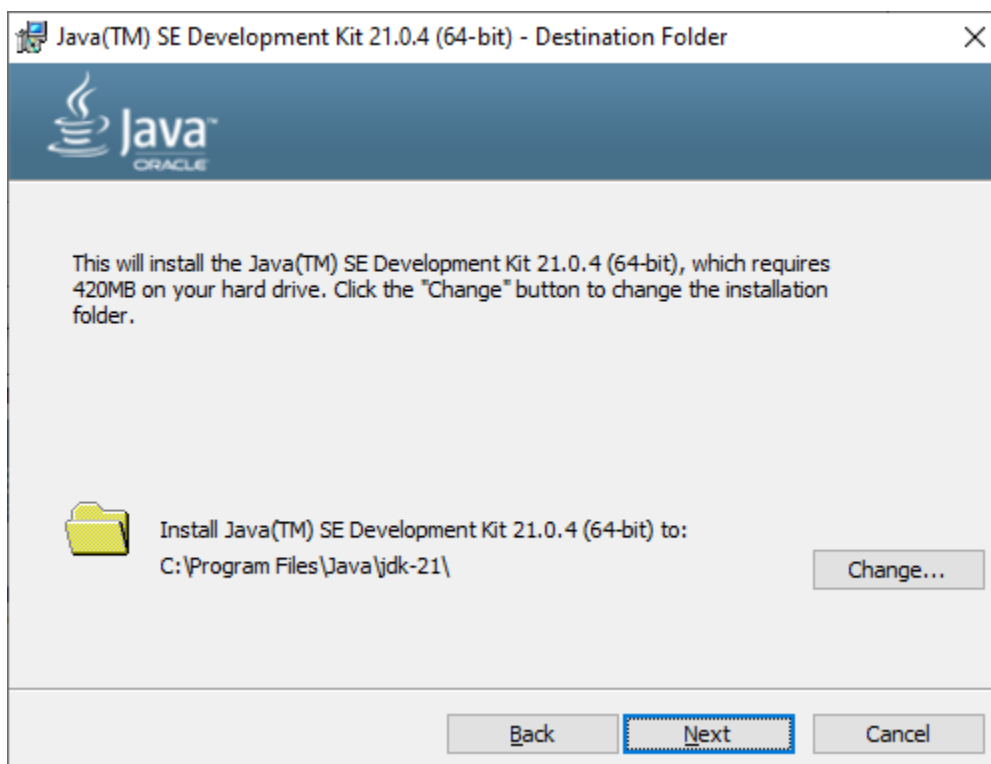 Java(TM) SE Development Kit 21.0.4 (64-bit) - Destination Folder
Java™
ORACLE
This will install the Java(TM) SE Development Kit 21.0.4 (64-bit), which requires
420MB on your hard drive. Click the "Change" button to change the installation
folder.
Install Java(TM) SE Development Kit 21.0.4 (64-bit) to:
C:\Program Files\Java\jdk-21\
Change...
Back
Next
Cancel